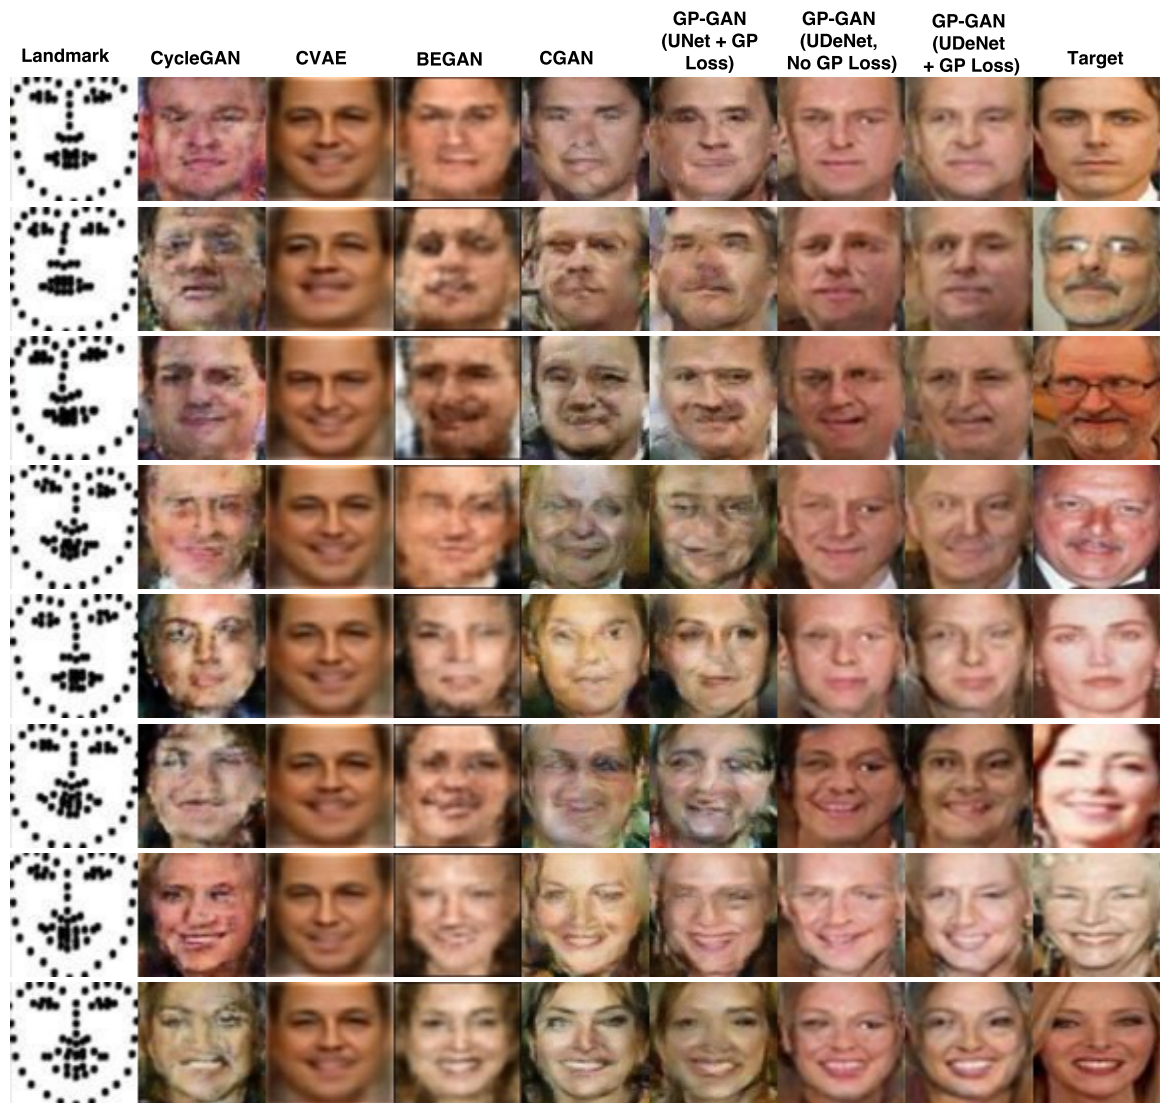 Landmark
CycleGAN
CVAE
BEGAN
CGAN
GP-GAN
(UNet + GP
Loss)
GP-GAN
(UDeNet,
No GP Loss)
GP-GAN
(UDeNet
+ GP Loss)
Target